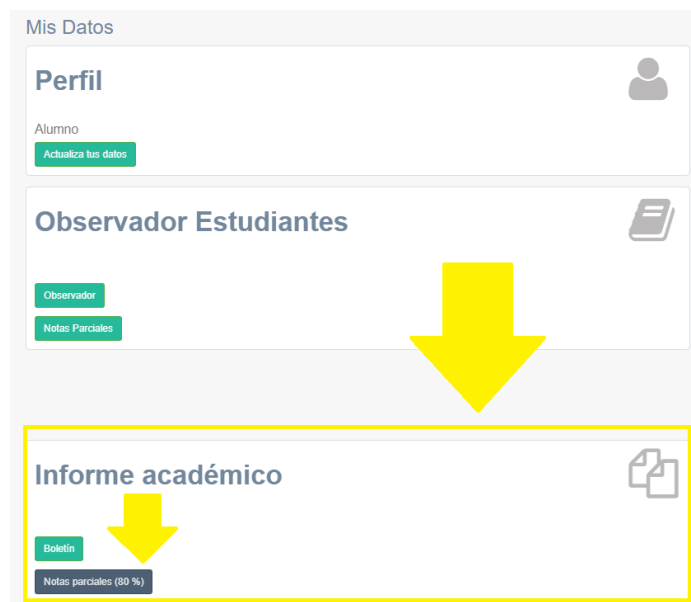 Mis Datos
Perfil
Alumno
Actualiza tus datos
Observador Estudiantes
Observador
Notas Parciales
Informe académico
Boletín
Notas parciales (80 %)